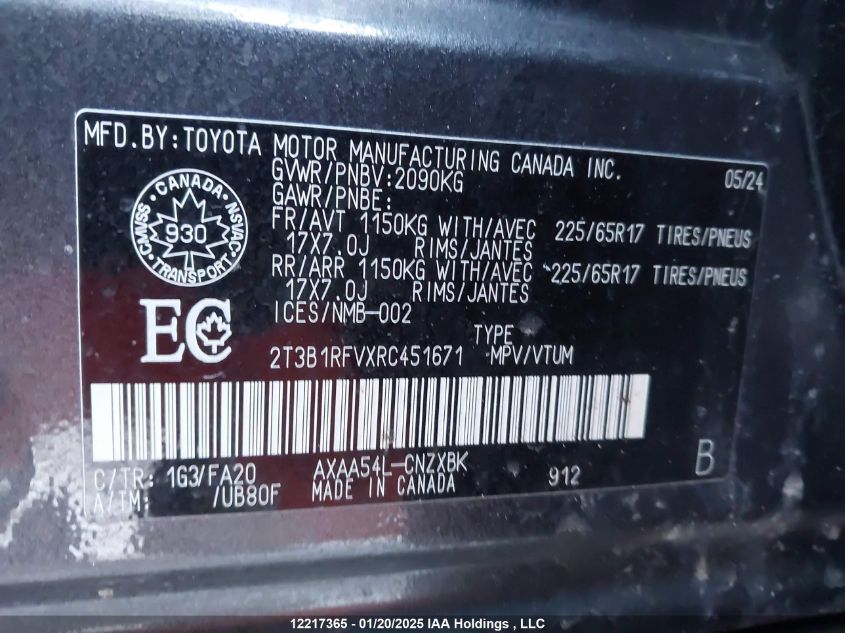 MFD.BY:TOYOTA MOTOR MANUFACTURING CANADA INC. 05/24
GVWR/PNBV:2090KG
GAWR/PNBE:
FR/AVT 1150KG WITH/AVEC 225/65R17 TIRES/PNEUS
17X7.0J RIMS/JANTES
RR/ARR 1150KG WITH/AVEC 225/65R17 TIRES/PNEUS
17X7.0J RIMS/JANTES
ICES/NMB-002
CANADA
CMVSS 930 NSVAC
TRANSPORT
EC
TYPE
2T3B1RFVXRC451671 MPV/VTUM
C/TR: 1G3/FA20 AXAA54L-CNZXBK 912 B
A/TM: /UB80F MADE IN CANADA
12217365 - 01/20/2025 IAA Holdings , LLC